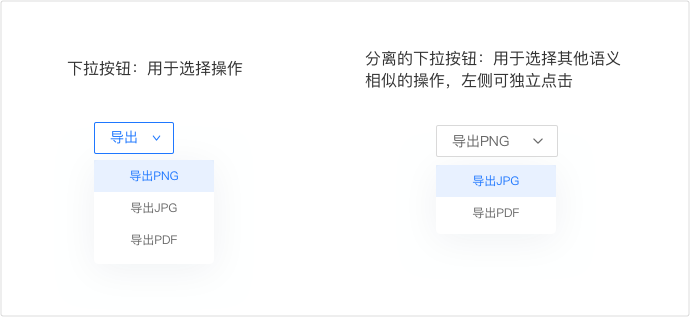 下拉按钮：用于选择操作
导出
导出PNG
导出JPG
导出PDF
分离的下拉按钮：用于选择其他语义
相似的操作，左侧可独立点击
导出PNG
导出JPG
导出PDF